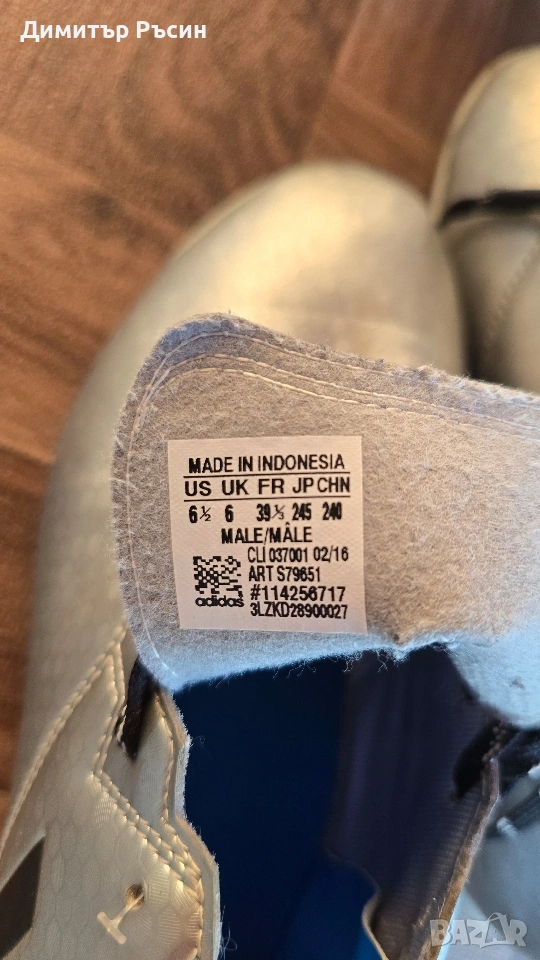 Димитър Ръсин
MADE IN INDONESIA
US UK FR JP CHN
6½ 6 39⅓ 245 240
MALE/MÂLE
CLI 037001 02/16
ART S79651
#114256717
3LZKD28900027
adidas
BAZAR